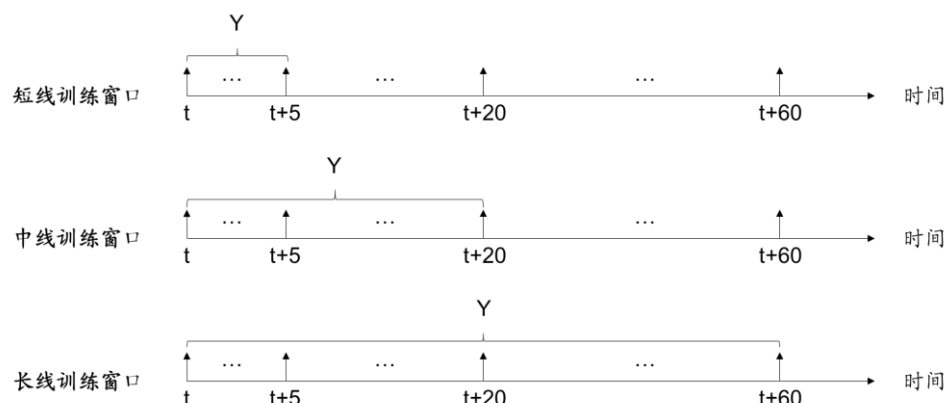 Y
短线训练窗口 … … … 时间
t t+5 t+20 t+60
Y
中线训练窗口 … … … 时间
t t+5 t+20 t+60
Y
长线训练窗口 … … … 时间
t t+5 t+20 t+60